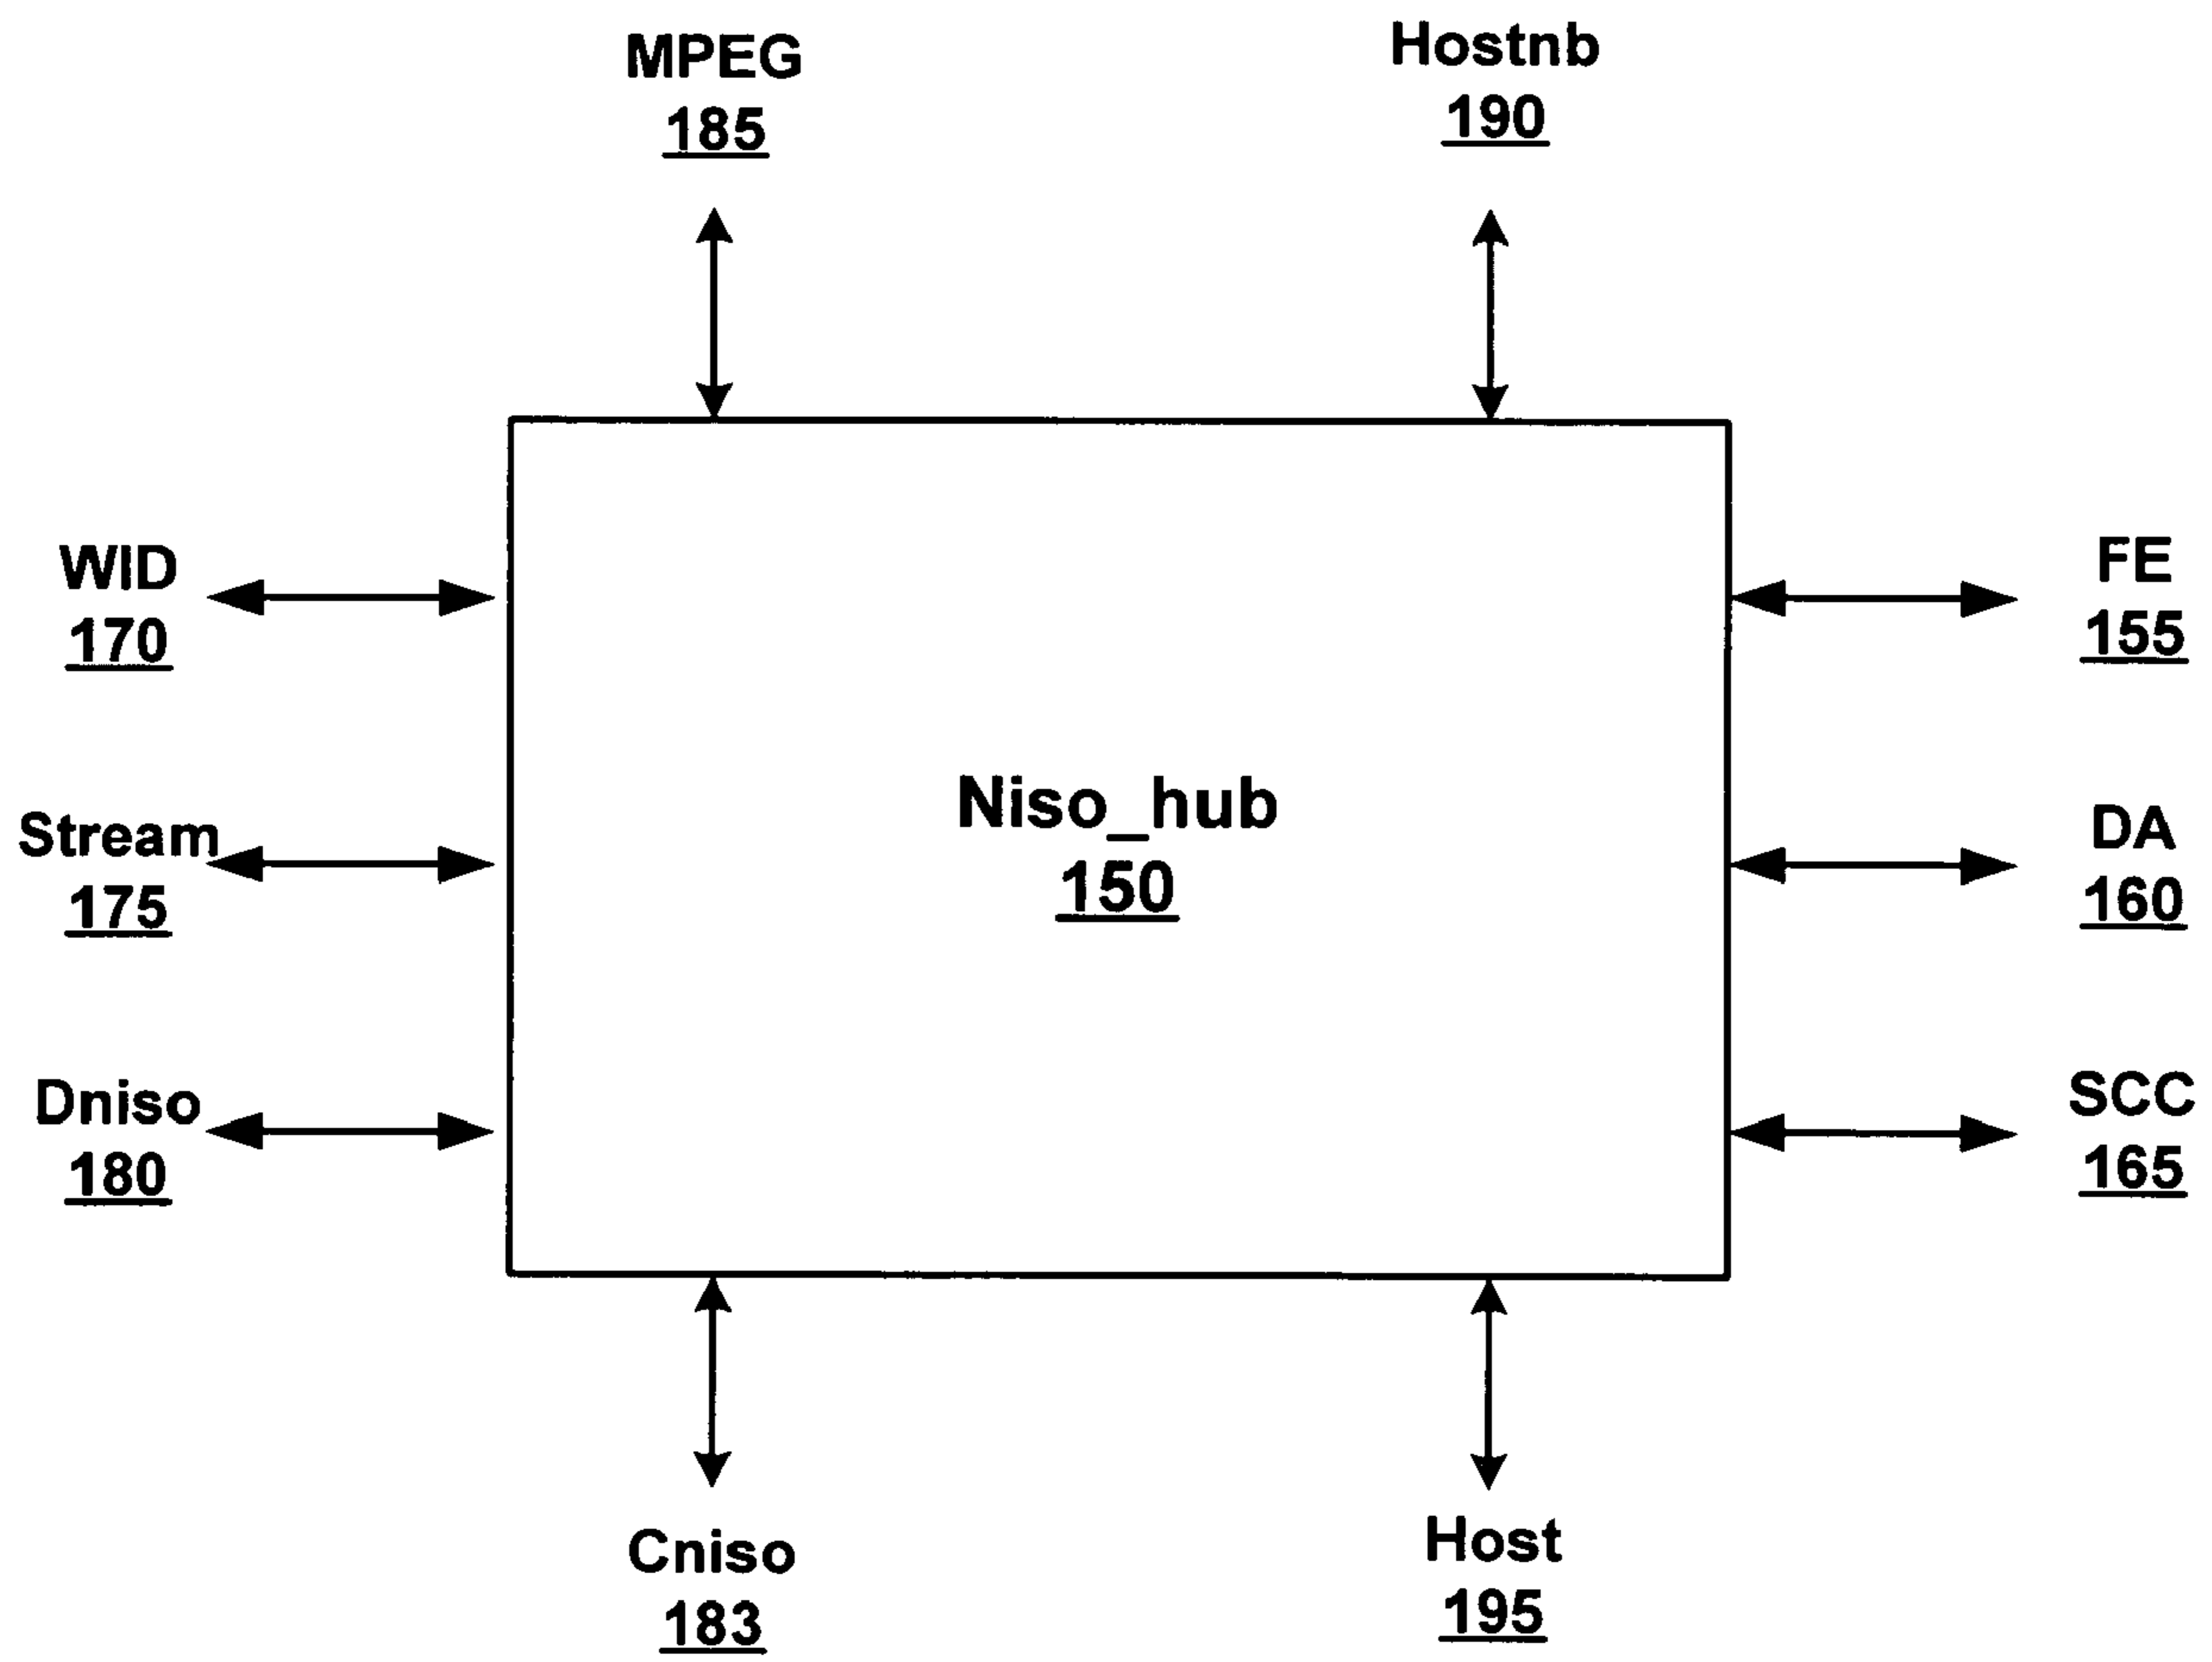 MPEG
185
Hostnb
190
WID
170
FE
155
Stream
175
Niso_hub
150
DA
160
Dniso
180
SCC
165
Cniso
183
Host
195